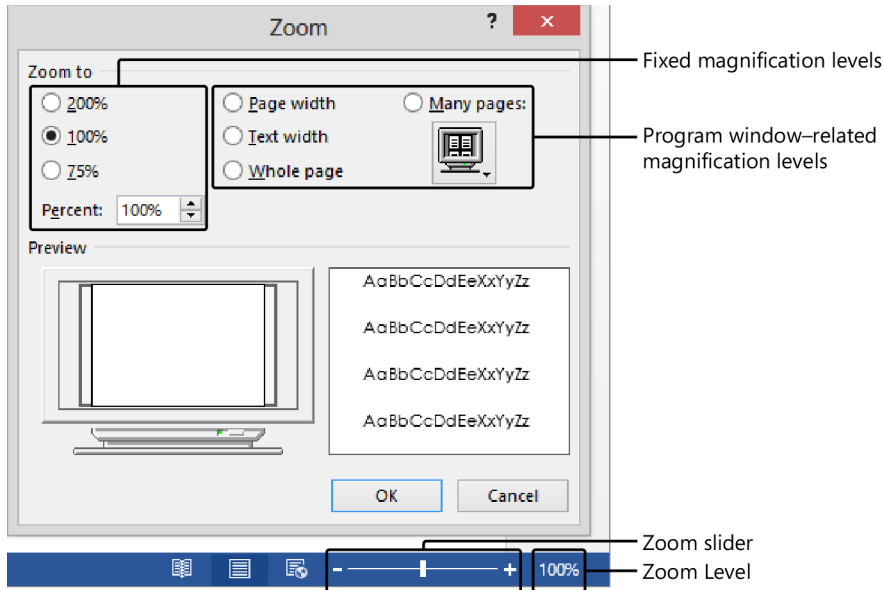 Zoom
?
×
Fixed magnification levels
Zoom to
200%
Page width
Many pages:
100%
Text width
Program window–related
magnification levels
75%
Whole page
Percent:
100%
Preview
AaBbCcDdEeXxYyZz
AaBbCcDdEeXxYyZz
AaBbCcDdEeXxYyZz
AaBbCcDdEeXxYyZz
OK
Cancel
Zoom slider
- +
100%
Zoom Level